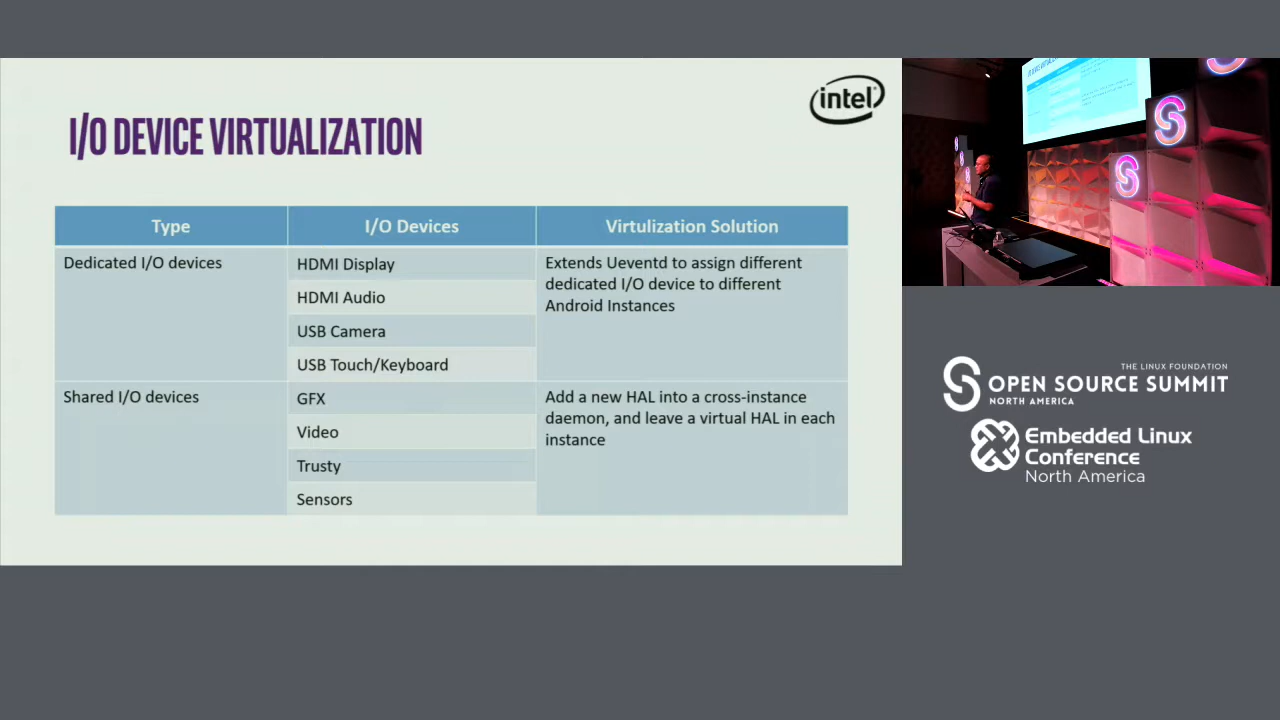 intel
I/O DEVICE VIRTUALIZATION
Type
I/O Devices
Virtulization Solution
Dedicated I/O devices
HDMI Display
HDMI Audio
USB Camera
USB Touch/Keyboard
Extends Ueventd to assign different
dedicated I/O device to different
Android Instances
Shared I/O devices
GFX
Video
Trusty
Sensors
Add a new HAL into a cross-instance
daemon, and leave a virtual HAL in each
instance
THE LINUX FOUNDATION
OPEN SOURCE SUMMIT
NORTH AMERICA
Embedded Linux
Conference
North America